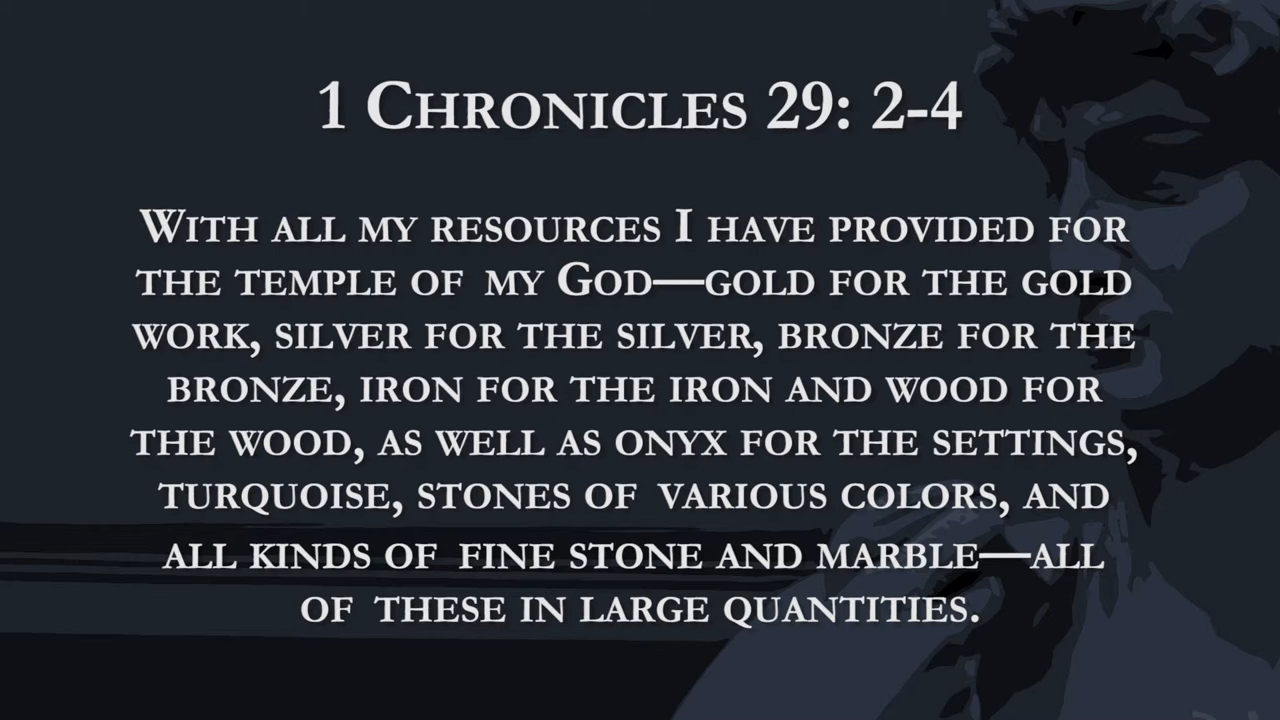 1 Chronicles 29: 2-4
With all my resources I have provided for
the temple of my God—gold for the gold
work, silver for the silver, bronze for the
bronze, iron for the iron and wood for
the wood, as well as onyx for the settings,
turquoise, stones of various colors, and
all kinds of fine stone and marble—all
of these in large quantities.